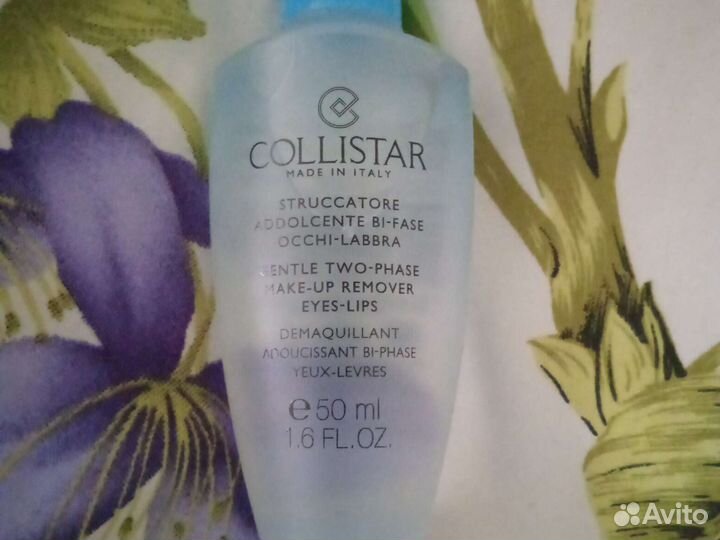 COLLISTAR
MADE IN ITALY
STRUCCATORE
ADDOLCENTE BI-FASE
OCCHI-LABBRA
GENTLE TWO-PHASE
MAKE-UP REMOVER
EYES-LIPS
DEMAQUILLANT
ADOUCISSANT BI-PHASE
YEUX-LEVRES
e 50 ml
1.6 FL.OZ.
Avito